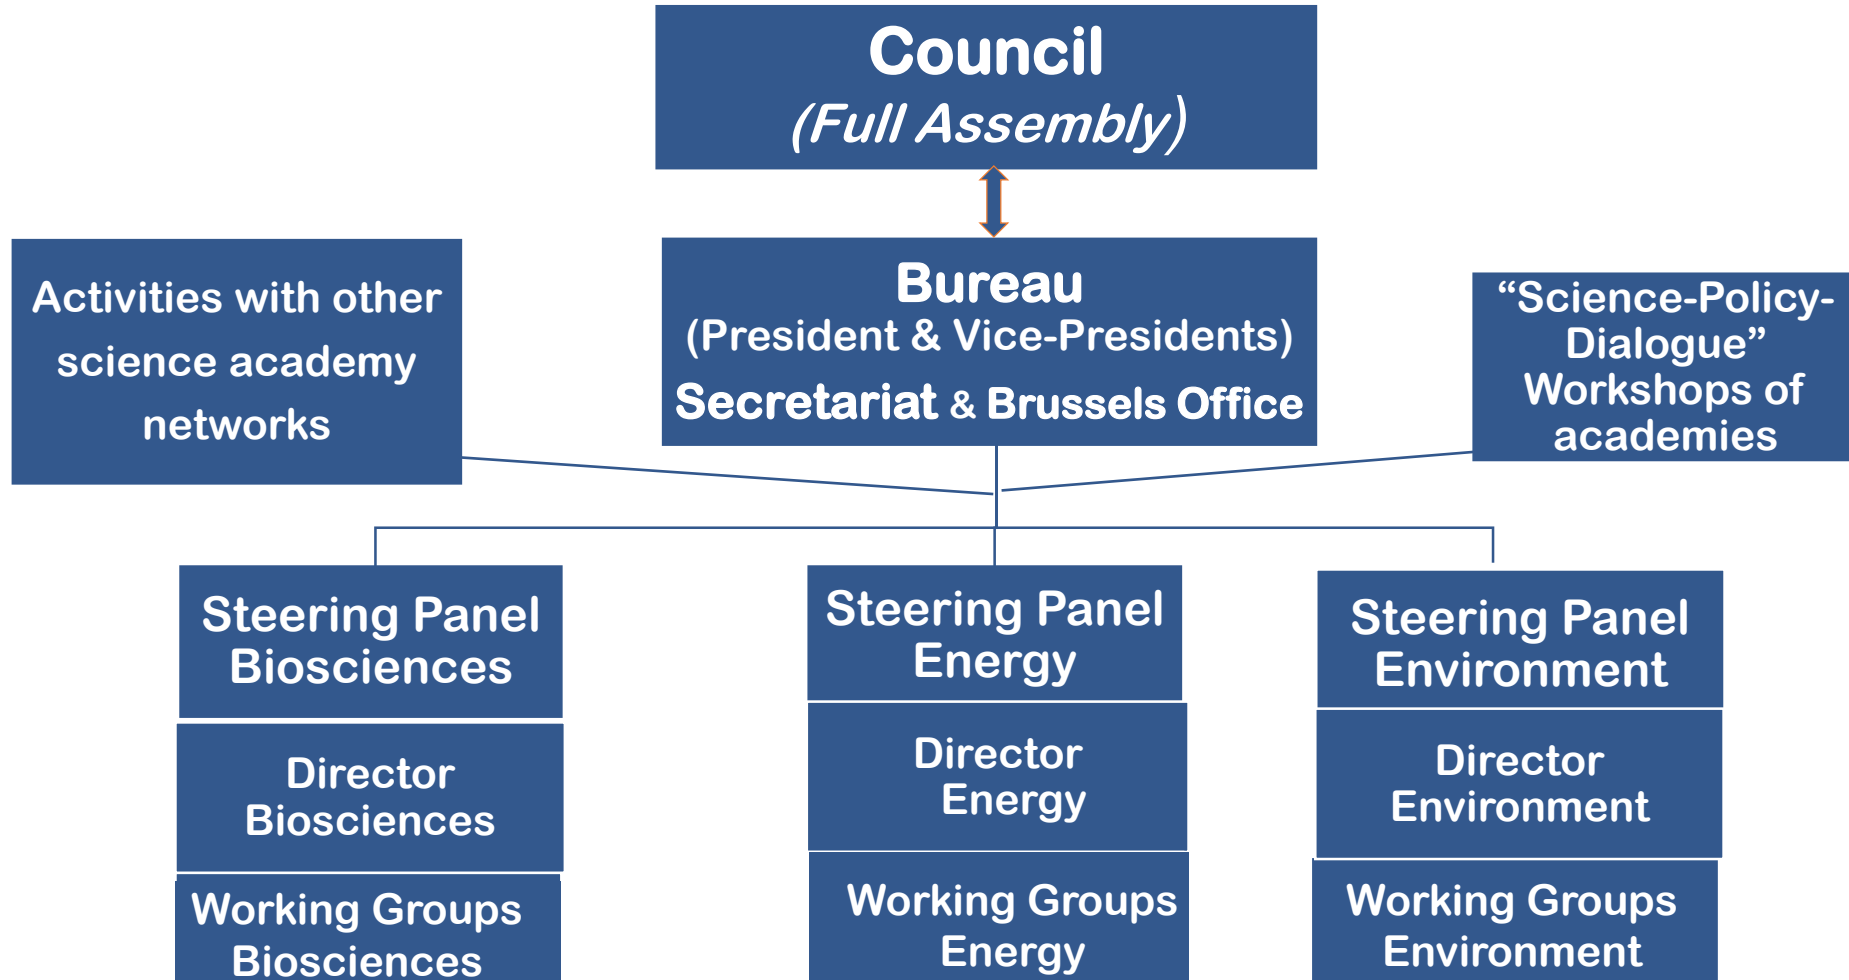 Council
(Full Assembly)
Activities with other
science academy
networks
Bureau
(President & Vice-Presidents)
Secretariat & Brussels Office
“Science-Policy-
Dialogue”
Workshops of
academies
Steering Panel
Biosciences
Director
Biosciences
Working Groups
Biosciences
Steering Panel
Energy
Director
Energy
Working Groups
Energy
Steering Panel
Environment
Director
Environment
Working Groups
Environment